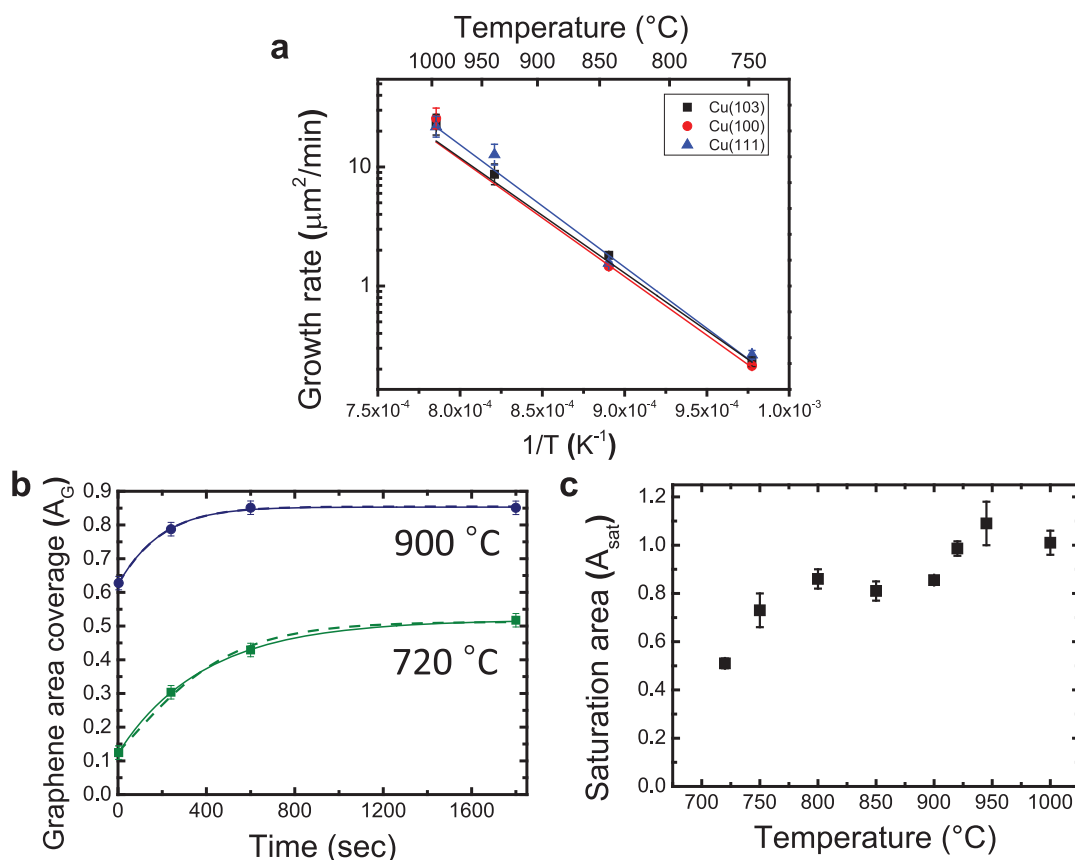 a
Temperature (°C)
1000 940 900 840 800 750
Growth rate (μm²/min)
10
1
Cu(103)
Cu(100)
Cu(111)
7.5x10⁻⁴ 8.0x10⁻⁴ 8.5x10⁻⁴ 9.0x10⁻⁴ 9.5x10⁻⁴ 1.0x10⁻³
1/T (K⁻¹)
b
Graphene area coverage (A_G)
0.9
0.8
0.7
0.6
0.5
0.4
0.3
0.2
0.1
0.0
900 °C
720 °C
0 400 800 1200 1600
Time (sec)
c
Saturation area (A_sat)
1.2
1.0
0.8
0.6
0.4
0.2
0.0
700 750 800 850 900 950 1000
Temperature (°C)